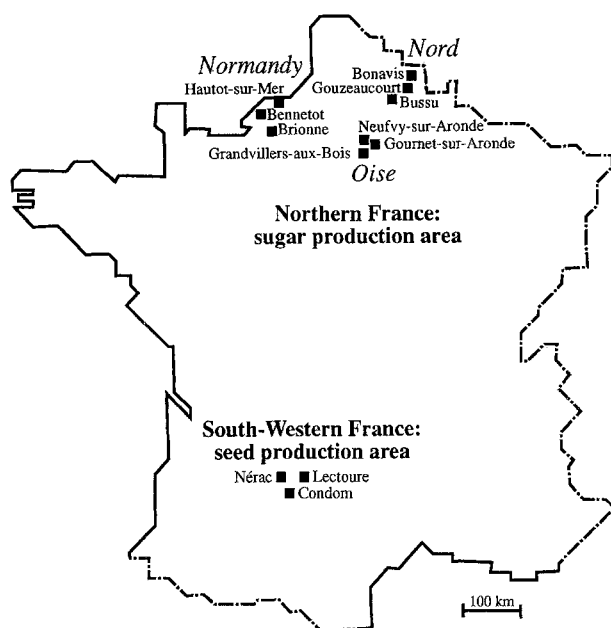 Nord
Normandy
Bonavis
Hautot-sur-Mer
Gouzeaucourt
Bussu
Bennetot
Brionne
Neufvy-sur-Aronde
Gournet-sur-Aronde
Grandvillers-aux-Bois
Oise
Northern France:
sugar production area
South-Western France:
seed production area
Nérac
Lectoure
Condom
100 km